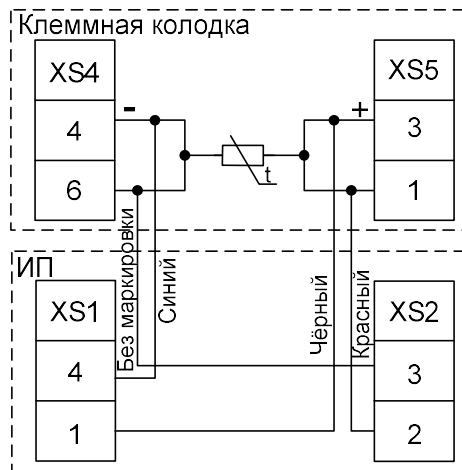 Клеммная колодка
XS4
XS5
-
+
4
3
6
1
t
Без маркировки
Синий
Чёрный
Красный
ИП
XS1
XS2
4
3
1
2